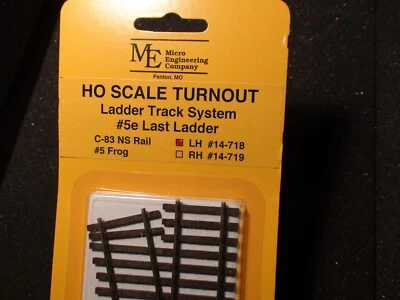 ME Micro
Engineering
Company
Fenton, MO
HO SCALE TURNOUT
Ladder Track System
#5e Last Ladder
C-83 NS Rail LH #14-718
#5 Frog RH #14-719